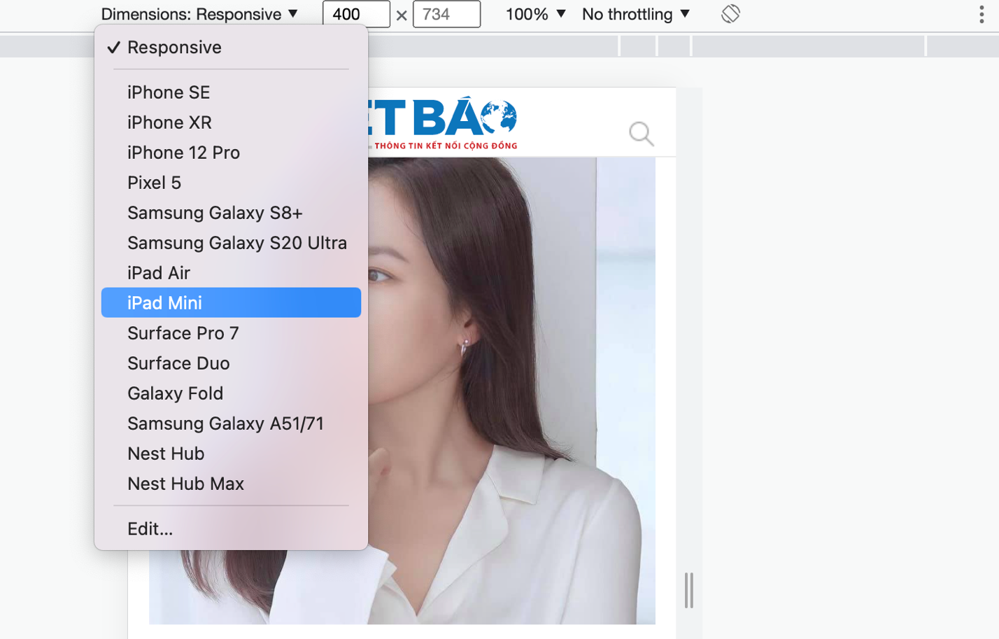 Dimensions: Responsive ▼ 400 × 734 100% ▼ No throttling ▼
✓ Responsive
iPhone SE
iPhone XR
iPhone 12 Pro
Pixel 5
Samsung Galaxy S8+
Samsung Galaxy S20 Ultra
iPad Air
iPad Mini
Surface Pro 7
Surface Duo
Galaxy Fold
Samsung Galaxy A51/71
Nest Hub
Nest Hub Max
Edit...
ET BÁO
THÔNG TIN KẾT NỐI CỘNG ĐỒNG